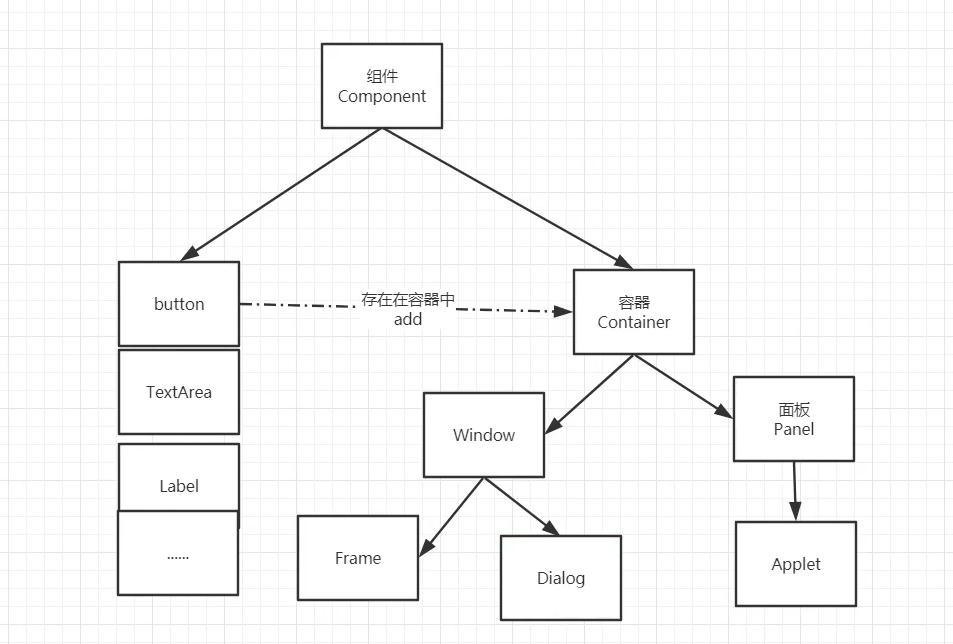 组件
Component
button
存在在容器中
add
容器
Container
TextArea
面板
Panel
Window
Label
......
Frame
Dialog
Applet